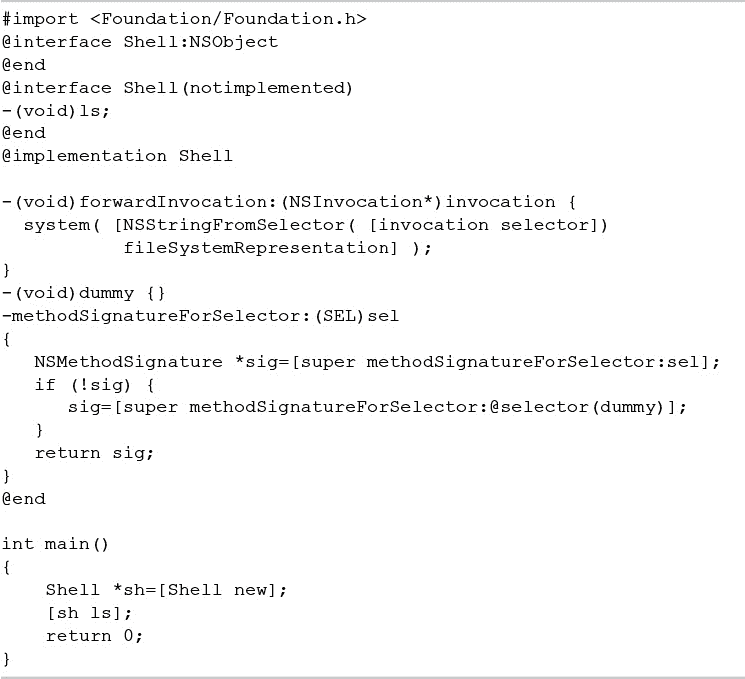 #import <Foundation/Foundation.h>
@interface Shell:NSObject
@end
@interface Shell(notimplemented)
-(void)ls;
@end
@implementation Shell

-(void)forwardInvocation:(NSInvocation*)invocation {
  system( [NSStringFromSelector( [invocation selector])
           fileSystemRepresentation] );
}
-(void)dummy {}
-methodSignatureForSelector:(SEL)sel
{
   NSMethodSignature *sig=[super methodSignatureForSelector:sel];
   if (!sig) {
      sig=[super methodSignatureForSelector:@selector(dummy)];
   }
   return sig;
}
@end

int main()
{
    Shell *sh=[Shell new];
    [sh ls];
    return 0;
}